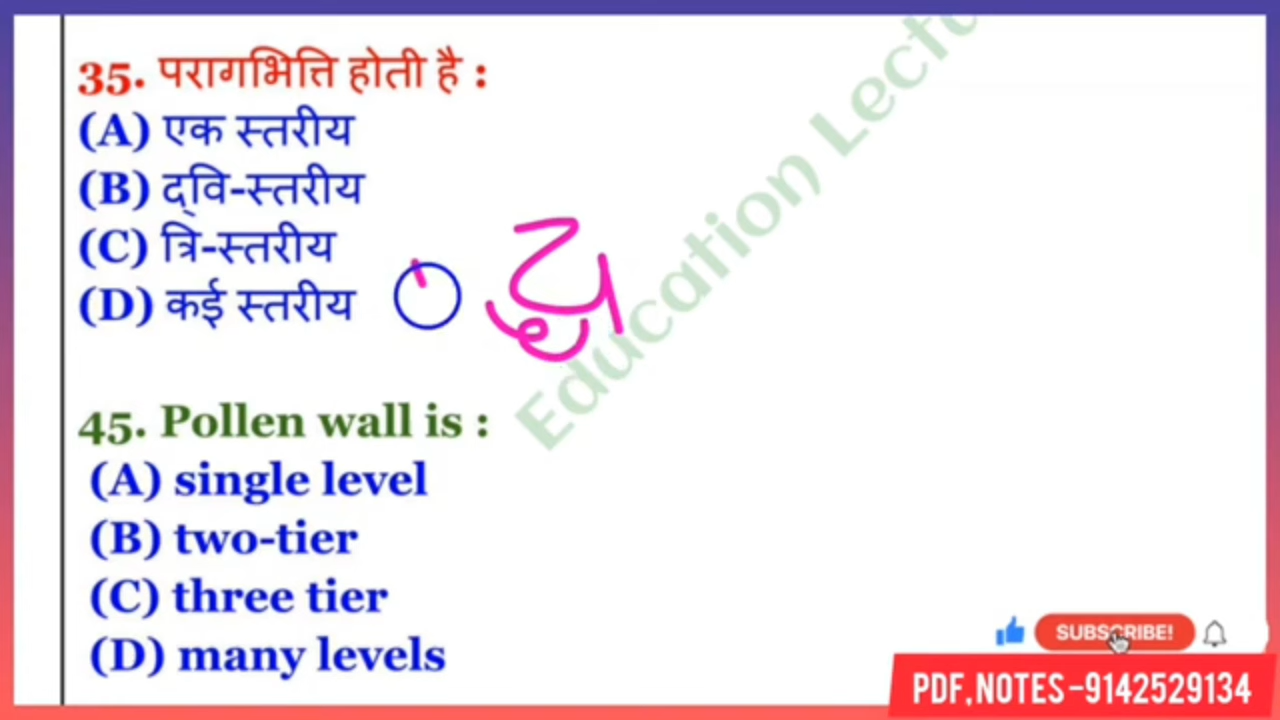 35. परागभित्ति होती है :
(A) एक स्तरीय
(B) द्वि-स्तरीय
(C) त्रि-स्तरीय
(D) कई स्तरीय
Education Lectu
45. Pollen wall is :
(A) single level
(B) two-tier
(C) three tier
(D) many levels
SUBSCRIBE!
PDF,NOTES-9142529134